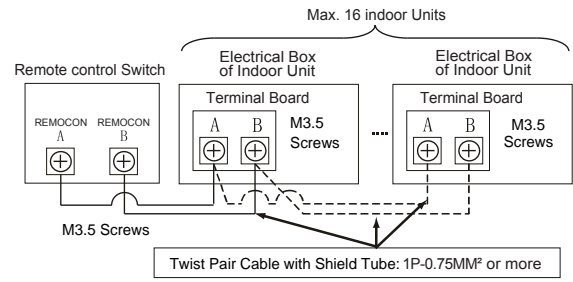 Max. 16 indoor Units
Remote control Switch
Electrical Box
of Indoor Unit
Electrical Box
of Indoor Unit
Terminal Board
Terminal Board
REMOCON
A
REMOCON
B
A
B
M3.5
Screws
A
B
M3.5
Screws
M3.5 Screws
Twist Pair Cable with Shield Tube: 1P-0.75MM² or more